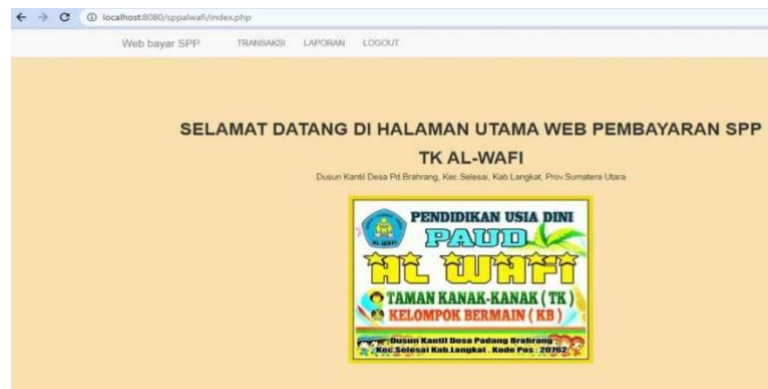 localhost:8080/sppalwafi/index.php
Web bayar SPP TRANSAKSI LAPORAN LOGOUT
SELAMAT DATANG DI HALAMAN UTAMA WEB PEMBAYARAN SPP
TK AL-WAFI
Dusun Kantil Desa Pd.Brahrang, Kec.Selesai, Kab.Langkat, Prov.Sumatera Utara
PENDIDIKAN USIA DINI
PAUD
AL WAFI
AL WAFI
TAMAN KANAK-KANAK ( TK )
KELOMPOK BERMAIN ( KB )
Dusun Kantil Desa Padang Brahrang
Kec.Selesai Kab.Langkat . Kode Pos : 20762